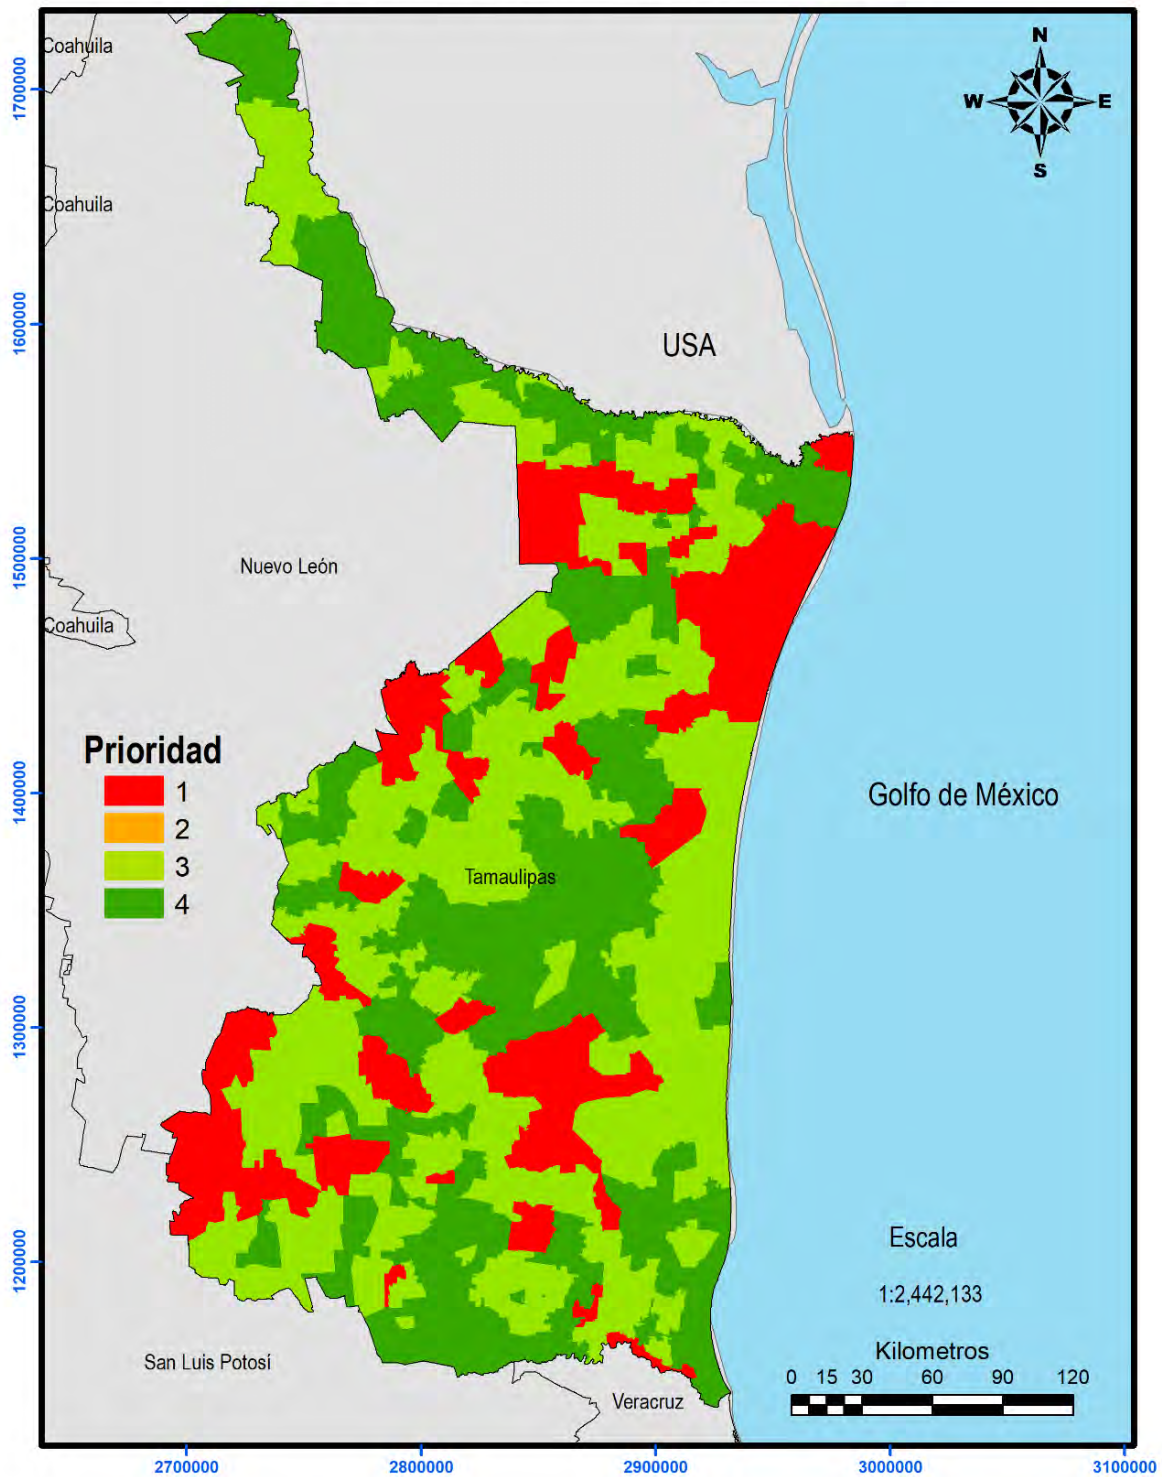 N
W E
S
Coahuila
Coahuila
USA
Nuevo León
Coahuila
Prioridad
1
2
3
4
Golfo de México
Tamaulipas
Escala
1:2,442,133
Kilometros
0 15 30 60 90 120
San Luis Potosí
Veracruz
1700000
1600000
1500000
1400000
1300000
1200000
2700000 2800000 2900000 3000000 3100000